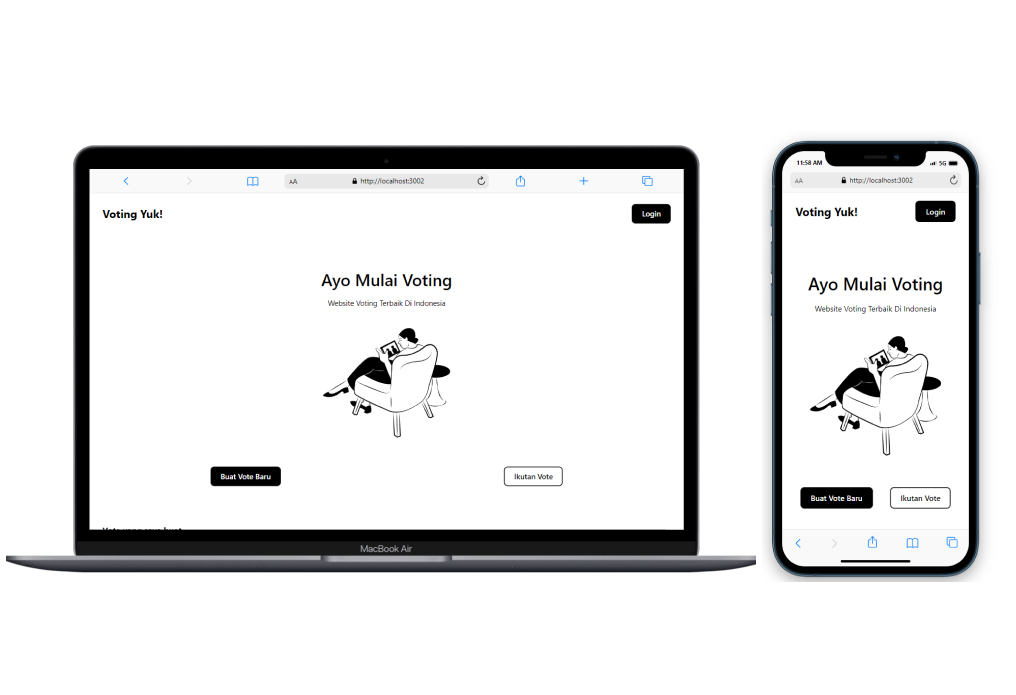 AA http://localhost:3002
Voting Yuk!
Login
Ayo Mulai Voting
Website Voting Terbaik Di Indonesia
Buat Vote Baru
Ikutan Vote
MacBook Air
11:58 AM
5G
AA http://localhost:3002
Voting Yuk!
Login
Ayo Mulai Voting
Website Voting Terbaik Di Indonesia
Buat Vote Baru
Ikutan Vote